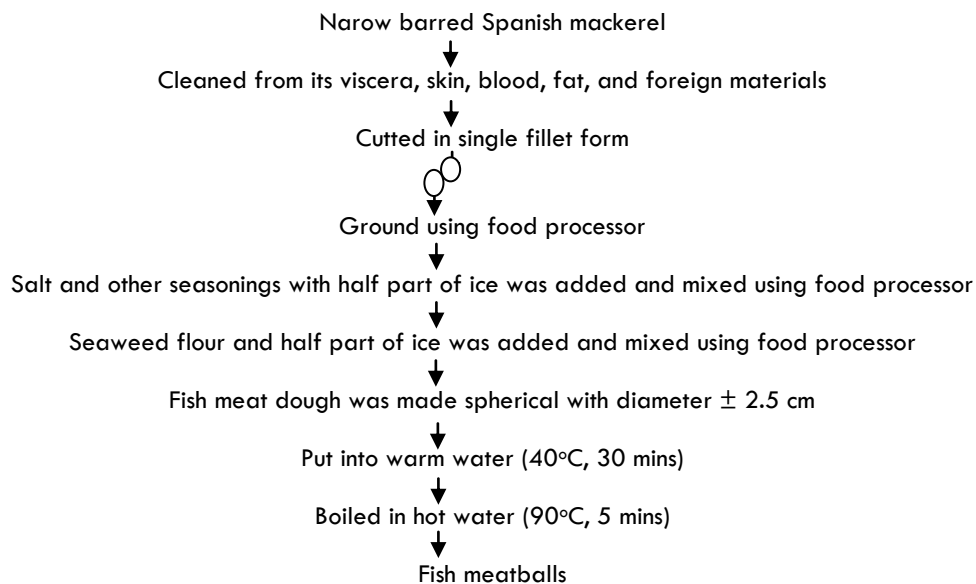 Narow barred Spanish mackerel
Cleaned from its viscera, skin, blood, fat, and foreign materials
Cutted in single fillet form
Ground using food processor
Salt and other seasonings with half part of ice was added and mixed using food processor
Seaweed flour and half part of ice was added and mixed using food processor
Fish meat dough was made spherical with diameter ± 2.5 cm
Put into warm water (40°C, 30 mins)
Boiled in hot water (90°C, 5 mins)
Fish meatballs